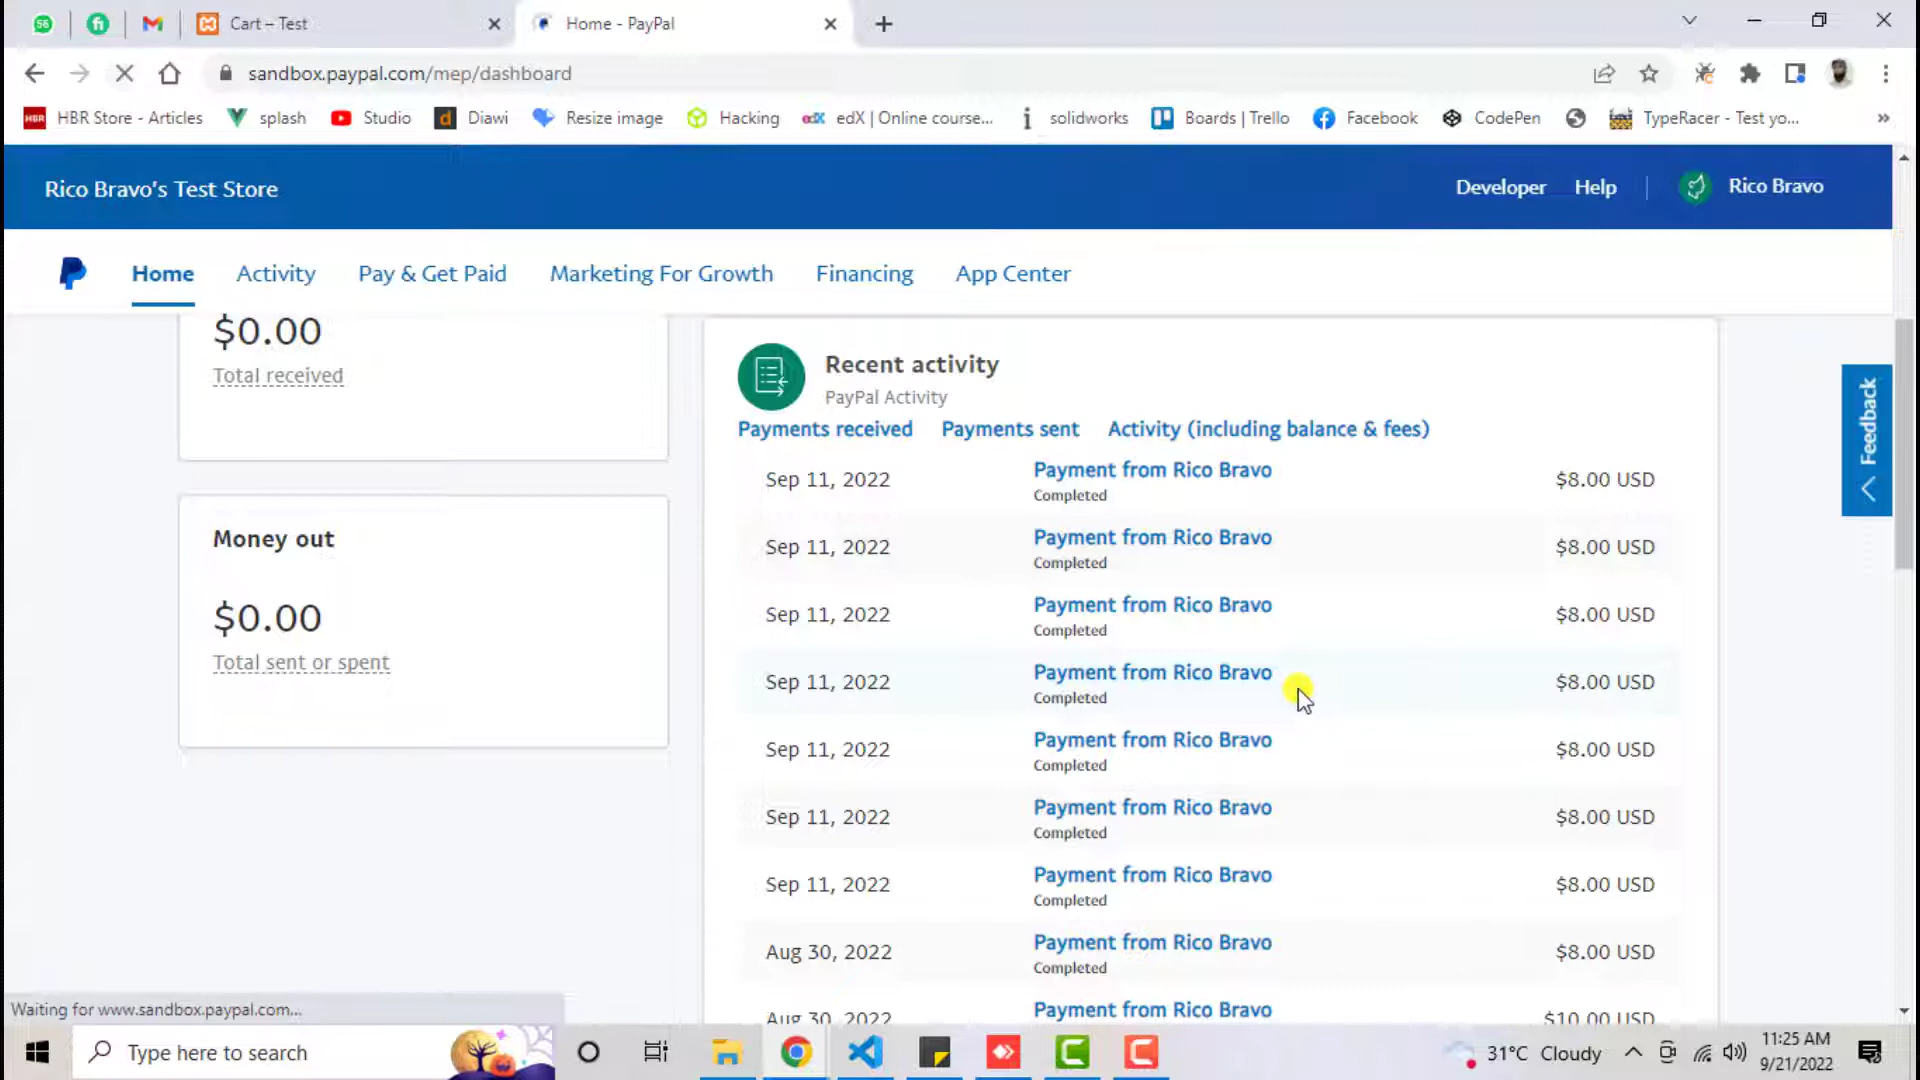 56
Cart – Test
Home - PayPal
sandbox.paypal.com/mep/dashboard
HBR Store - Articles
splash
Studio
Diawi
Resize image
Hacking
edX | Online course...
solidworks
Boards | Trello
Facebook
CodePen
TypeRacer - Test yo...
»
Rico Bravo's Test Store
Developer
Help
Rico Bravo
Home
Activity
Pay & Get Paid
Marketing For Growth
Financing
App Center
$0.00
Total received
Money out
$0.00
Total sent or spent
Recent activity
PayPal Activity
Payments received
Payments sent
Activity (including balance & fees)
Sep 11, 2022
Payment from Rico Bravo
Completed
$8.00 USD
Sep 11, 2022
Payment from Rico Bravo
Completed
$8.00 USD
Sep 11, 2022
Payment from Rico Bravo
Completed
$8.00 USD
Sep 11, 2022
Payment from Rico Bravo
Completed
$8.00 USD
Sep 11, 2022
Payment from Rico Bravo
Completed
$8.00 USD
Sep 11, 2022
Payment from Rico Bravo
Completed
$8.00 USD
Sep 11, 2022
Payment from Rico Bravo
Completed
$8.00 USD
Aug 30, 2022
Payment from Rico Bravo
Completed
$8.00 USD
Aug 30, 2022
Payment from Rico Bravo
$10.00 USD
Feedback
Waiting for www.sandbox.paypal.com...
Type here to search
31°C Cloudy
11:25 AM
9/21/2022